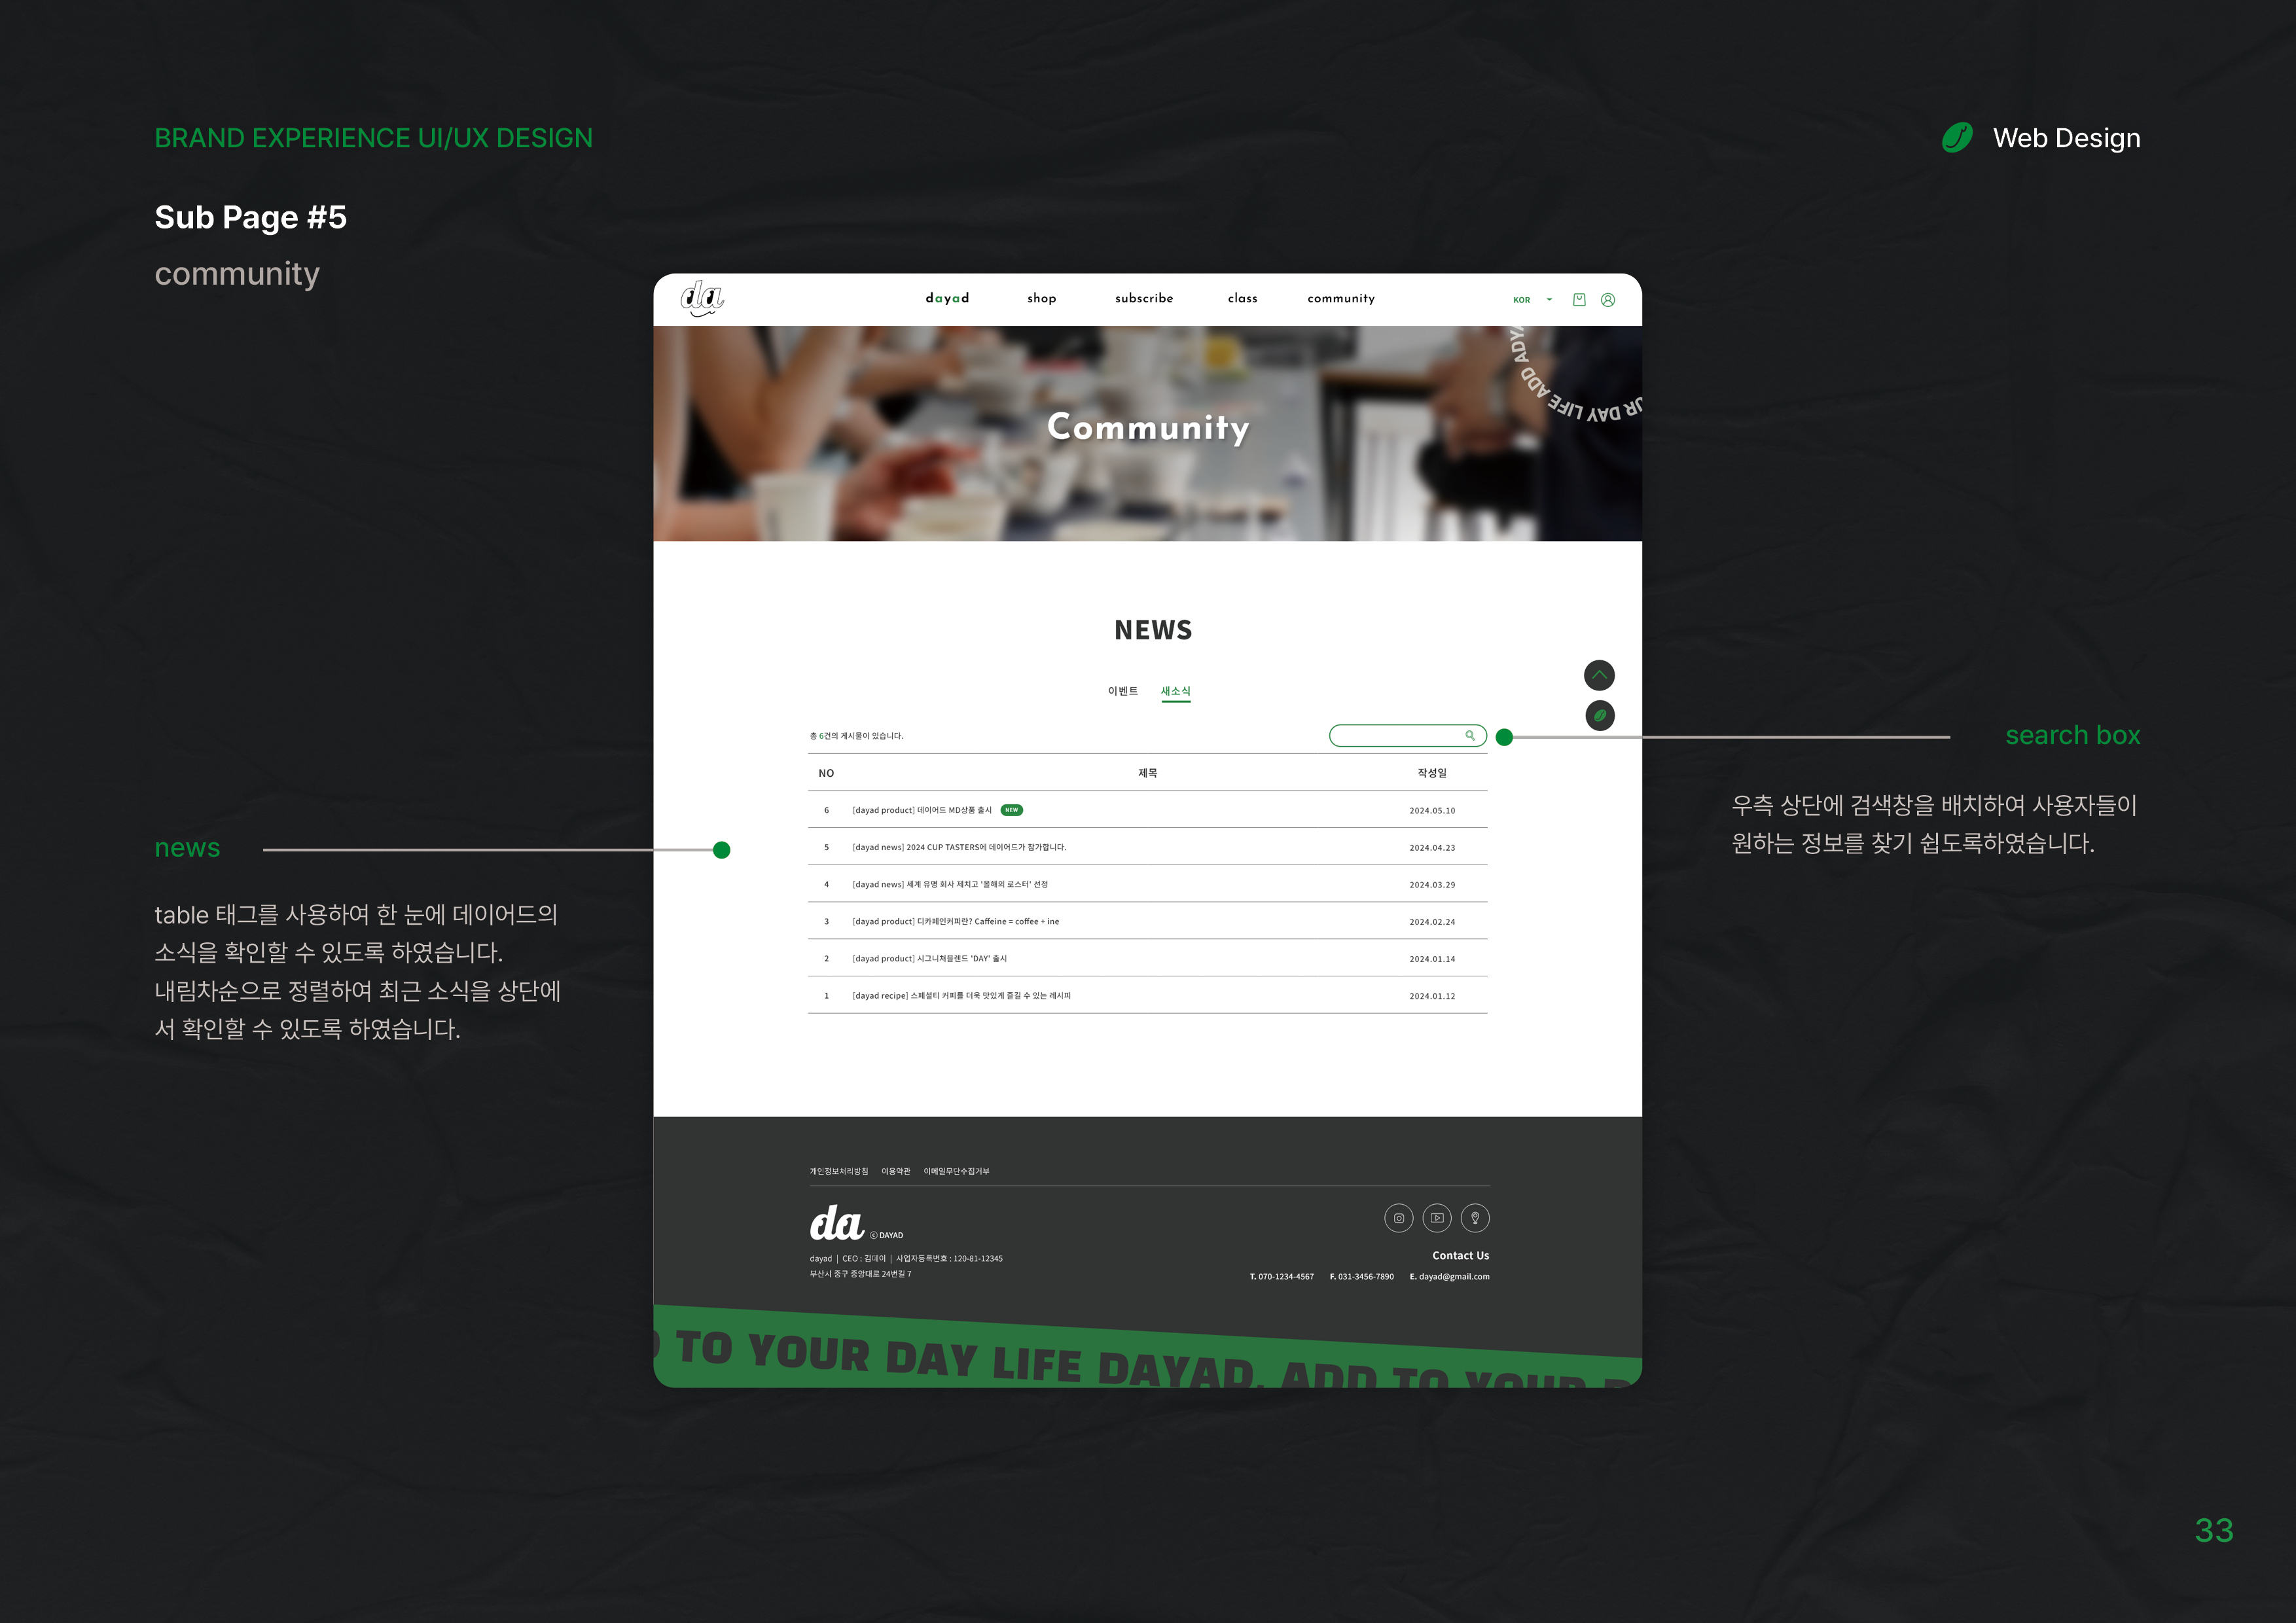 BRAND EXPERIENCE UI/UX DESIGN
Web Design
Sub Page #5
community
da
dayad
shop
subscribe
class
community
KOR
UR DAY LIFE ADD
Community
NEWS
이벤트
새소식
총 6건의 게시물이 있습니다.
NO 제목 작성일
6 [dayad product] 데이어드 MD상품 출시 NEW 2024.05.10
5 [dayad news] 2024 CUP TASTERS에 데이어드가 참가합니다. 2024.04.23
4 [dayad news] 세계 유명 회사 제치고 '올해의 로스터' 선정 2024.03.29
3 [dayad product] 디카페인커피란? Caffeine = coffee + ine 2024.02.24
2 [dayad product] 시그니처블렌드 'DAY' 출시 2024.01.14
1 [dayad recipe] 스페셜티 커피를 더욱 맛있게 즐길 수 있는 레시피 2024.01.12
news
table 태그를 사용하여 한 눈에 데이어드의
소식을 확인할 수 있도록 하였습니다.
내림차순으로 정렬하여 최근 소식을 상단에
서 확인할 수 있도록 하였습니다.
search box
우측 상단에 검색창을 배치하여 사용자들이
원하는 정보를 찾기 쉽도록하였습니다.
개인정보처리방침 이용약관 이메일무단수집거부
da ⓒ DAYAD
dayad | CEO : 김데이 | 사업자등록번호 : 120-81-12345
부산시 중구 중앙대로 24번길 7
Contact Us
T. 070-1234-4567 F. 031-3456-7890 E. dayad@gmail.com
TO YOUR DAY LIFE DAYAD, ADD TO YOUR D
33